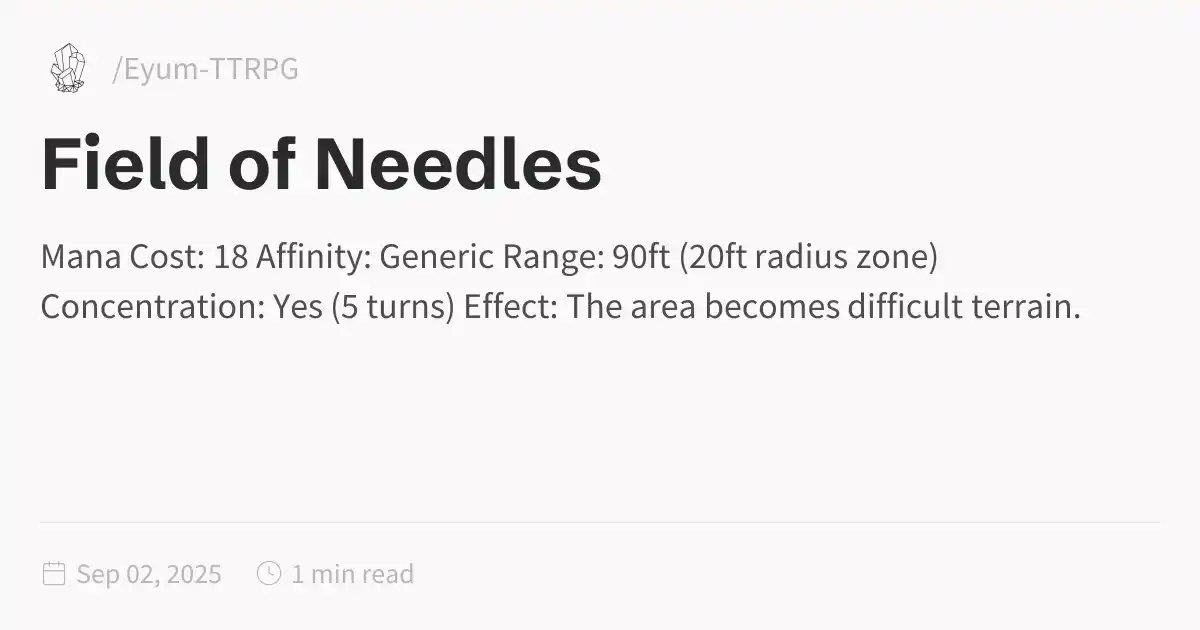 /Eyum-TTRPG
Field of Needles
Mana Cost: 18 Affinity: Generic Range: 90ft (20ft radius zone)
Concentration: Yes (5 turns) Effect: The area becomes difficult terrain.
Sep 02, 2025 1 min read